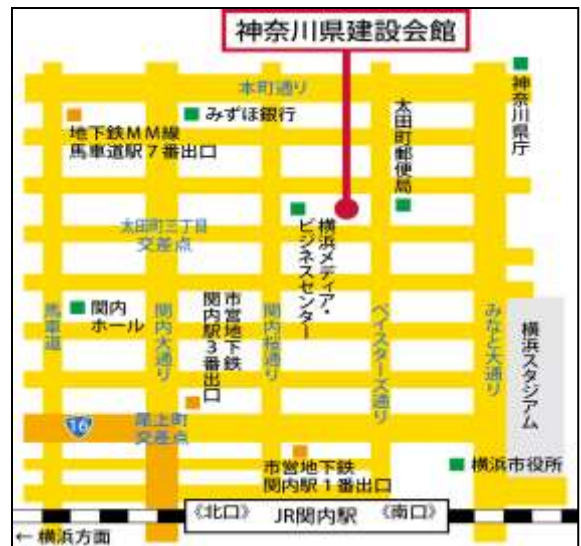 神奈川県建設会館
本町通り
神奈川県庁
みずほ銀行
地下鉄MM線
馬車道駅7番出口
太田町郵便局
太田町三丁目
交差点
横浜メディア・
ビジネスセンター
馬車道
関内
ホール
関内大通り
市営地下鉄
関内駅3番出口
関内桜通り
ベイスターズ通り
みなと大通り
横浜スタジアム
16
尾上町
交差点
市営地下鉄
関内駅1番出口
横浜市役所
《北口》 JR関内駅 《南口》
← 横浜方面